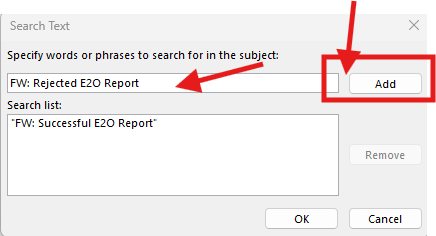 Search Text
Specify words or phrases to search for in the subject:
FW: Rejected E2O Report
Add
Search list:
"FW: Successful E2O Report"
Remove
OK
Cancel